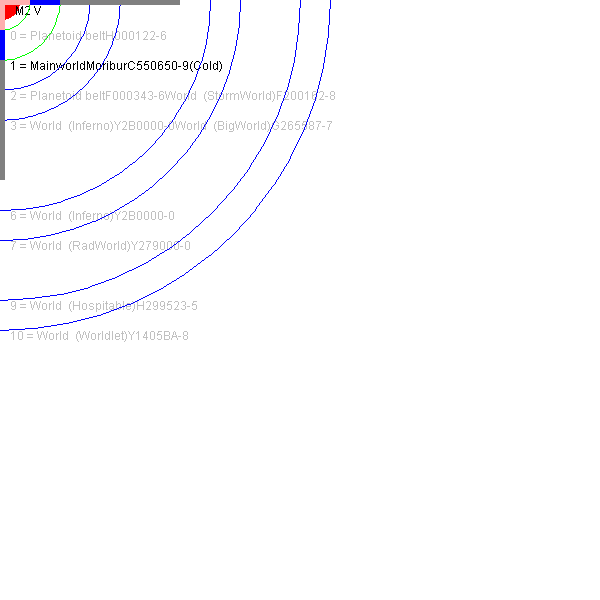 M2 V
0 = Planetoid beltH000122-6
1 = MainworldMoriburC550650-9(Cold)
2 = Planetoid beltF000343-6World (StormWorld)F200162-8
3 = World (Inferno)Y2B0000-0World (BigWorld)G265587-7
6 = World (Inferno)Y2B0000-0
7 = World (RadWorld)Y279000-0
9 = World (Hospitable)H299523-5
10 = World (Worldlet)Y1405BA-8